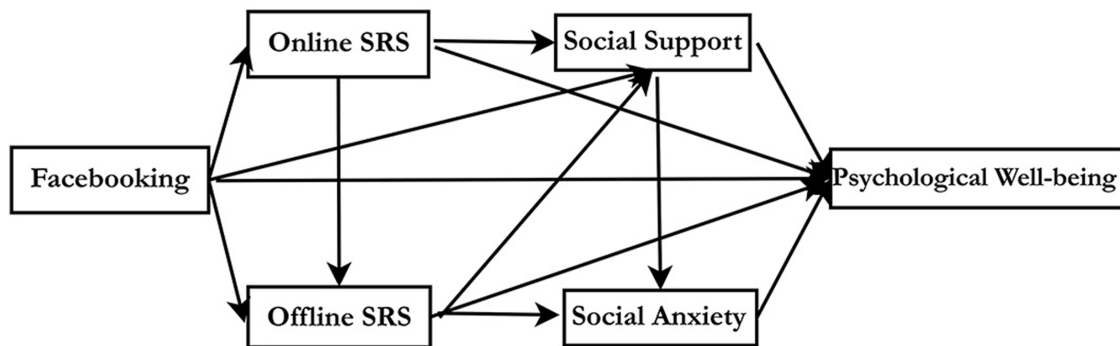 Online SRS
Social Support
Facebooking
Psychological Well-being
Offline SRS
Social Anxiety